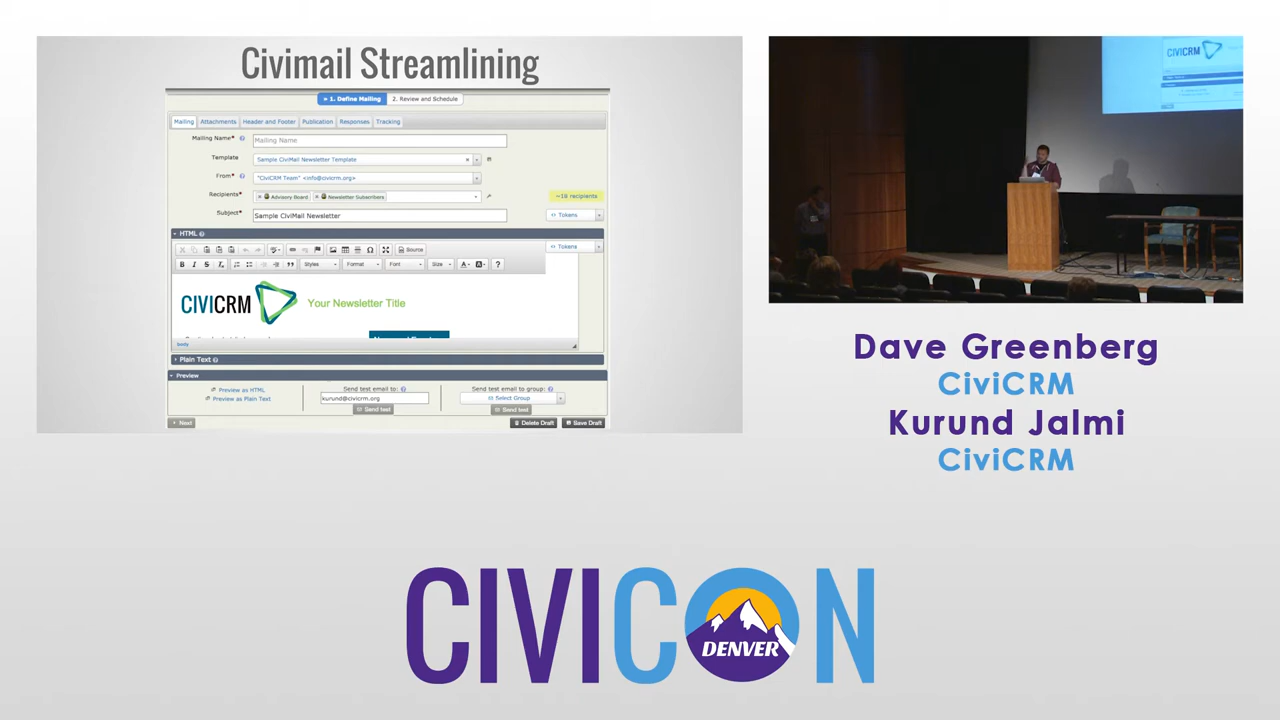 Civimail Streamlining
1. Define Mailing 2. Review and Schedule
Mailing Attachments Header and Footer Publication Responses Tracking
Mailing Name* Mailing Name
Template Sample CiviMail Newsletter Template
From* "CiviCRM Team" <info@civicrm.org>
Recipients* Advisory Board Newsletter Subscribers ~18 recipients
Subject* Sample CiviMail Newsletter Tokens
HTML
Tokens
Source
B I S Styles Format Font Size A A ?
CIVICRM Your Newsletter Title
body
Plain Text
Preview
Preview as HTML
Preview as Plain Text
Send test email to:
kurund@civicrm.org
Send test
Send test email to group:
Select Group
Send test
Next Delete Draft Save Draft
CIVICRM
Dave Greenberg
CiviCRM
Kurund Jalmi
CiviCRM
CIVICON
DENVER